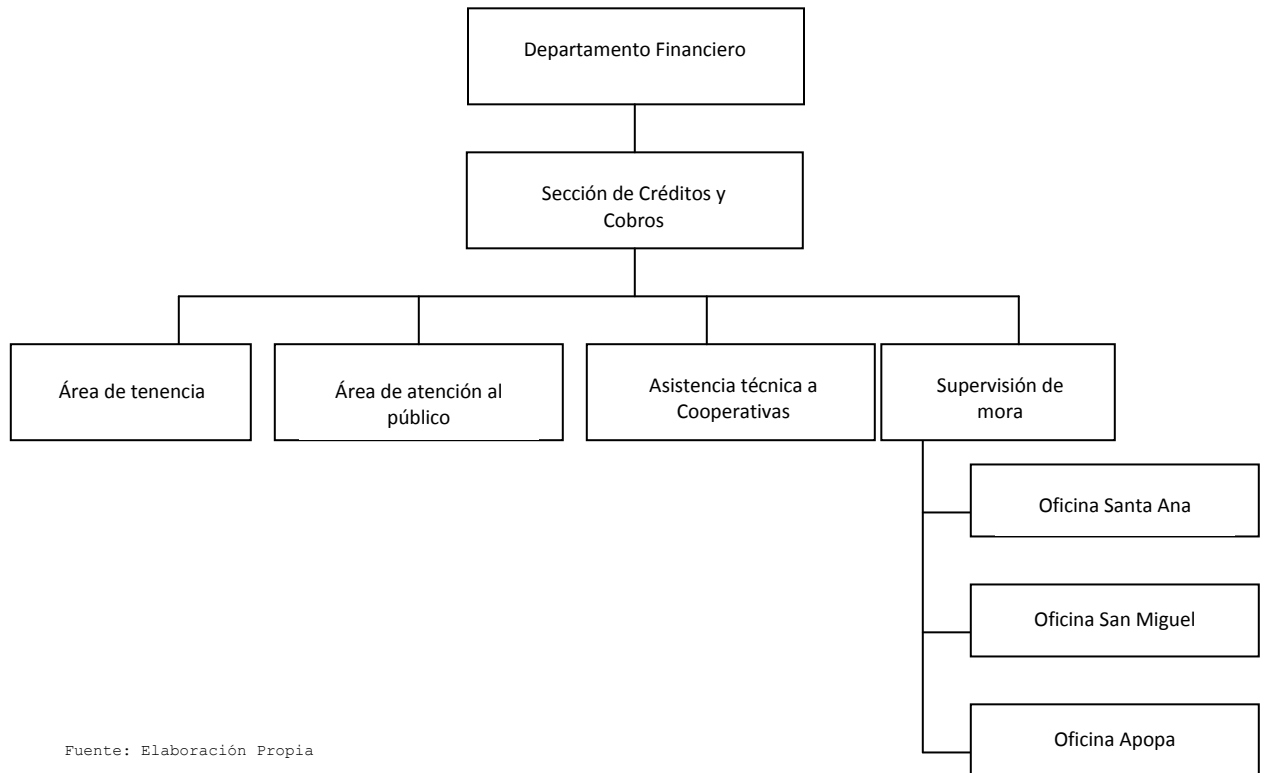 Departamento Financiero
Sección de Créditos y
Cobros
Área de tenencia
Área de atención al
público
Asistencia técnica a
Cooperativas
Supervisión de
mora
Oficina Santa Ana
Oficina San Miguel
Oficina Apopa
Fuente: Elaboración Propia